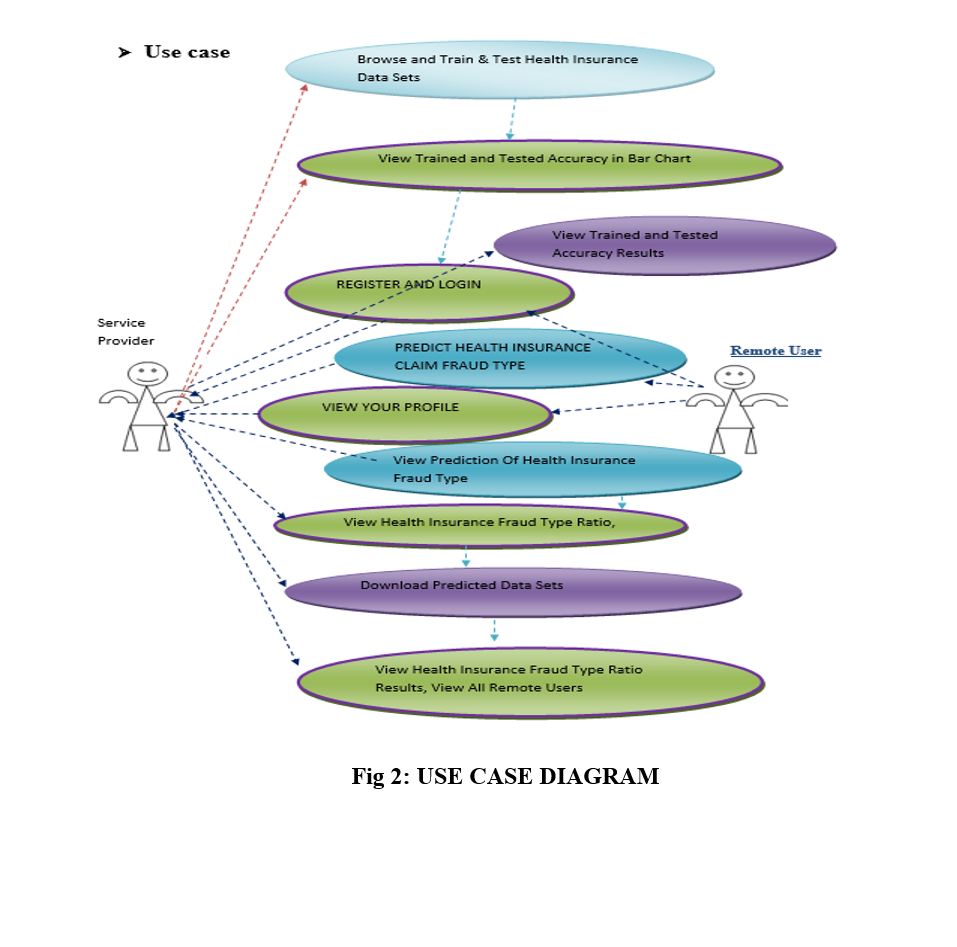 ➢ Use case
Browse and Train & Test Health Insurance
Data Sets
View Trained and Tested Accuracy in Bar Chart
View Trained and Tested
Accuracy Results
REGISTER AND LOGIN
Service
Provider
PREDICT HEALTH INSURANCE
CLAIM FRAUD TYPE
Remote User
VIEW YOUR PROFILE
View Prediction Of Health Insurance
Fraud Type
View Health Insurance Fraud Type Ratio,
Download Predicted Data Sets
View Health Insurance Fraud Type Ratio
Results, View All Remote Users
Fig 2: USE CASE DIAGRAM